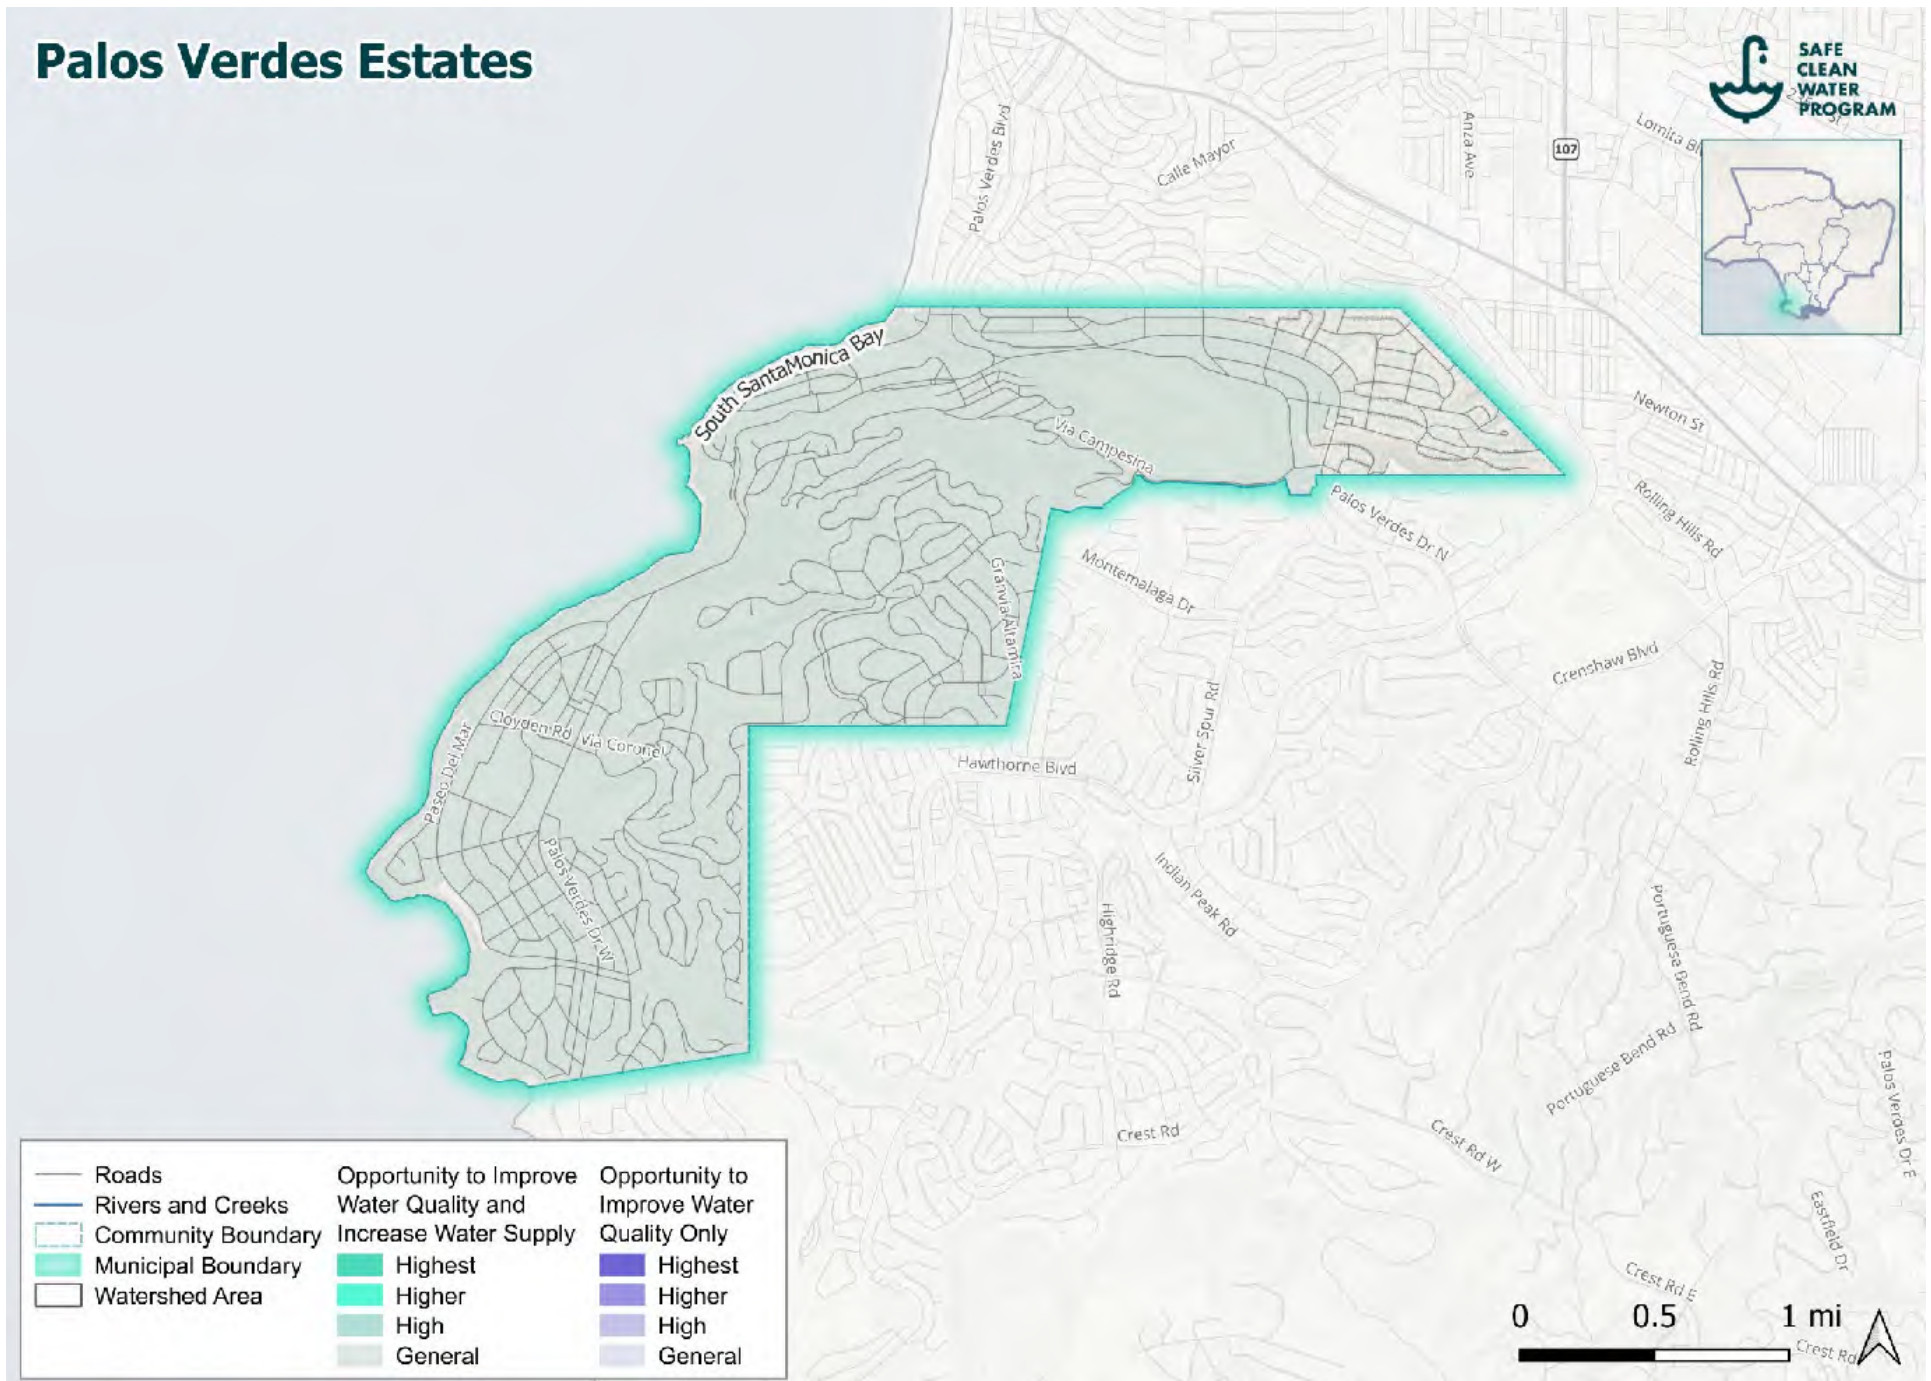 Palos Verdes Estates
SAFE
CLEAN
WATER
PROGRAM
Palos Verdes Blvd
Calle Mayor
Anza Ave
107
Lomita Bl
South SantaMonica Bay
Via Campesina
Newton St
Palos Verdes Dr N
Rolling Hills Rd
Montemalaga Dr
Granvia Altamira
Crenshaw Blvd
Rolling Hills Rd
Silver Spur Rd
Cloyden Rd
Via Coronel
Paseo Del Mar
Hawthorne Blvd
Palos Verdes Dr W
Indian Peak Rd
Highridge Rd
Portuguese Bend Rd
Portuguese Bend Rd
Palos Verdes Dr E
Crest Rd
Crest Rd W
Eastfield Dr
Crest Rd E
Crest Rd
Roads
Rivers and Creeks
Community Boundary
Municipal Boundary
Watershed Area
Opportunity to Improve
Water Quality and
Increase Water Supply
Highest
Higher
High
General
Opportunity to
Improve Water
Quality Only
Highest
Higher
High
General
0 0.5 1 mi